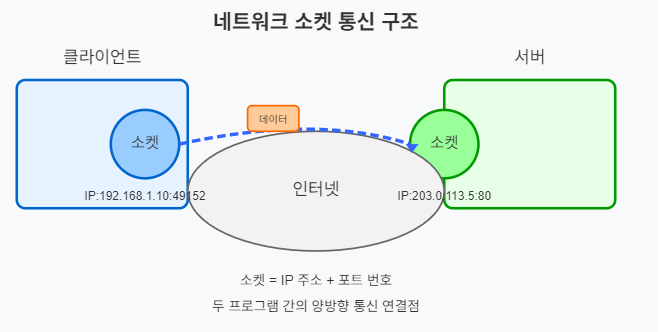 네트워크 소켓 통신 구조
클라이언트
서버
데이터
소켓
소켓
인터넷
IP:192.168.1.10:49152
IP:203.0.113.5:80
소켓 = IP 주소 + 포트 번호
두 프로그램 간의 양방향 통신 연결점